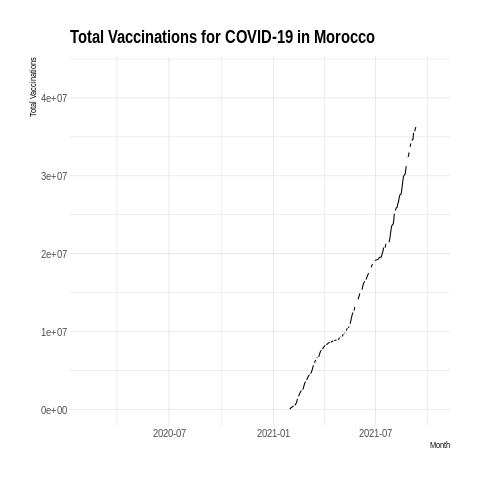 Total Vaccinations for COVID-19 in Morocco
Total Vaccinations
4e+07
3e+07
2e+07
1e+07
0e+00
2020-07
2021-01
2021-07
Month